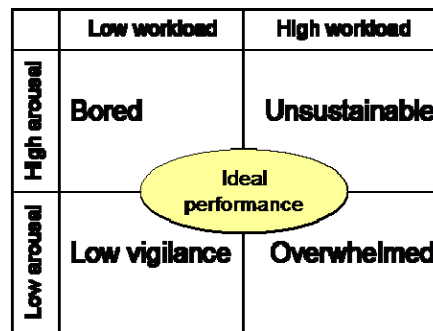 Low workload High workload
High arousal
Bored Unsustainable
Ideal
performance
Low arousal
Low vigilance Overwhelmed